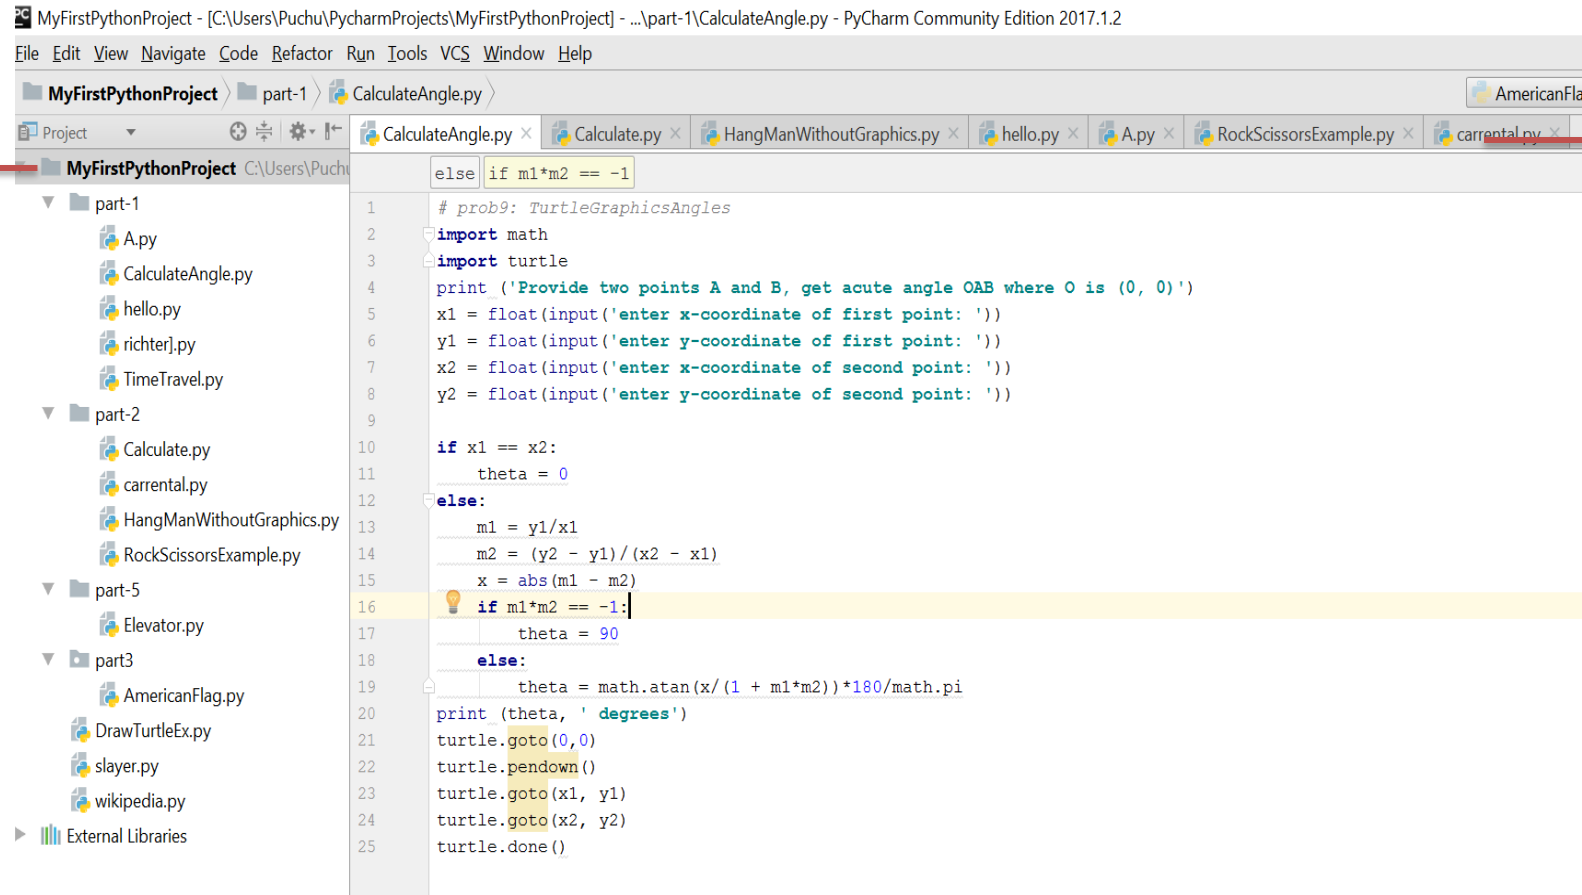 MyFirstPythonProject - [C:\Users\Puchu\PycharmProjects\MyFirstPythonProject] - ...\part-1\CalculateAngle.py - PyCharm Community Edition 2017.1.2
File Edit View Navigate Code Refactor Run Tools VCS Window Help
MyFirstPythonProject part-1 CalculateAngle.py AmericanFla
Project
CalculateAngle.py Calculate.py HangManWithoutGraphics.py hello.py A.py RockScissorsExample.py carrental.py
MyFirstPythonProject C:\Users\Puchu
part-1
A.py
CalculateAngle.py
hello.py
richter].py
TimeTravel.py
part-2
Calculate.py
carrental.py
HangManWithoutGraphics.py
RockScissorsExample.py
part-5
Elevator.py
part3
AmericanFlag.py
DrawTurtleEx.py
slayer.py
wikipedia.py
External Libraries
else if m1*m2 == -1
1 # prob9: TurtleGraphicsAngles
2 import math
3 import turtle
4 print ('Provide two points A and B, get acute angle OAB where O is (0, 0)')
5 x1 = float(input('enter x-coordinate of first point: '))
6 y1 = float(input('enter y-coordinate of first point: '))
7 x2 = float(input('enter x-coordinate of second point: '))
8 y2 = float(input('enter y-coordinate of second point: '))
9
10 if x1 == x2:
11     theta = 0
12 else:
13     m1 = y1/x1
14     m2 = (y2 - y1)/(x2 - x1)
15     x = abs(m1 - m2)
16     if m1*m2 == -1:
17         theta = 90
18     else:
19         theta = math.atan(x/(1 + m1*m2))*180/math.pi
20 print (theta, ' degrees')
21 turtle.goto(0,0)
22 turtle.pendown()
23 turtle.goto(x1, y1)
24 turtle.goto(x2, y2)
25 turtle.done()